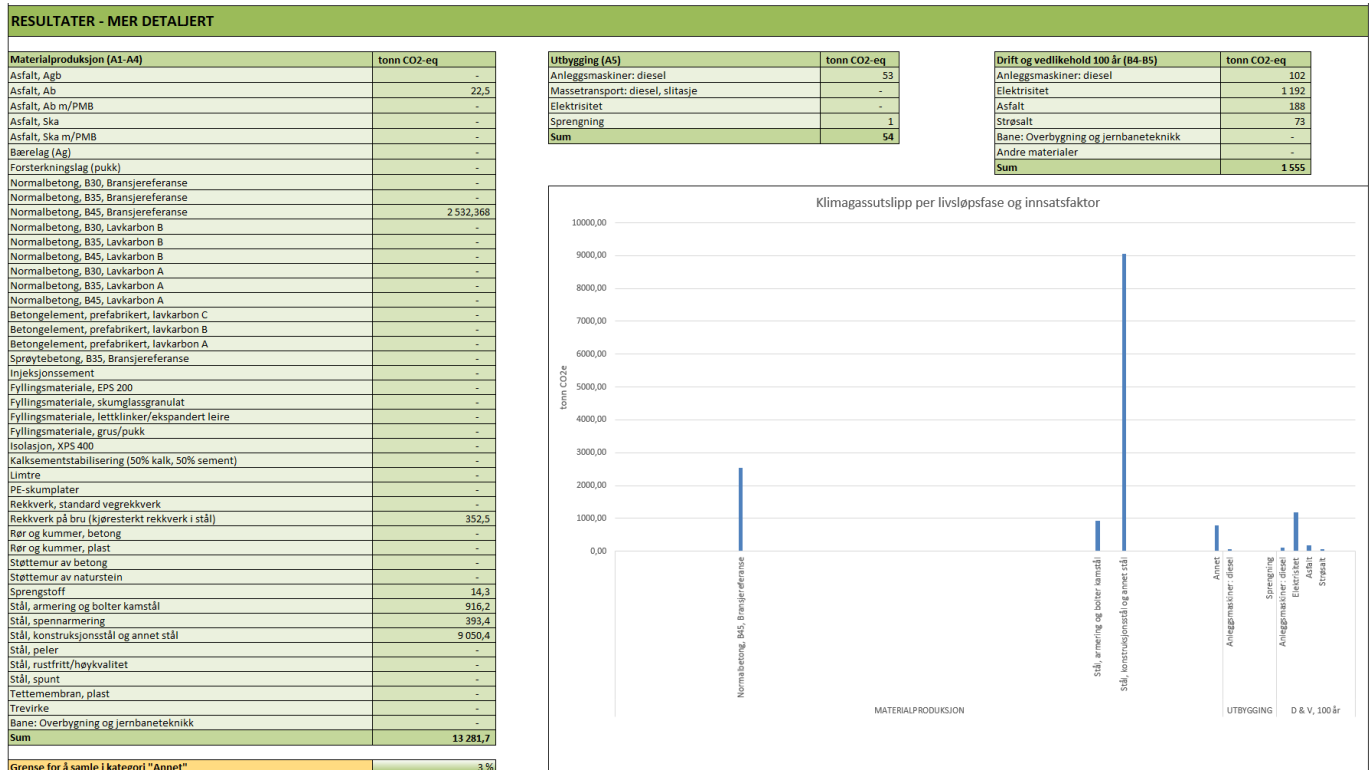 RESULTATER - MER DETALJERT
Materialproduksjon (A1-A4) tonn CO2-eq
Asfalt, Agb -
Asfalt, Ab 22,5
Asfalt, Ab m/PMB -
Asfalt, Ska -
Asfalt, Ska m/PMB -
Bærelag (Ag) -
Forsterkningslag (pukk) -
Normalbetong, B30, Bransjereferanse -
Normalbetong, B35, Bransjereferanse -
Normalbetong, B45, Bransjereferanse 2 532,368
Normalbetong, B30, Lavkarbon B -
Normalbetong, B35, Lavkarbon B -
Normalbetong, B45, Lavkarbon B -
Normalbetong, B30, Lavkarbon A -
Normalbetong, B35, Lavkarbon A -
Normalbetong, B45, Lavkarbon A -
Betongelement, prefabrikert, lavkarbon C -
Betongelement, prefabrikert, lavkarbon B -
Betongelement, prefabrikert, lavkarbon A -
Sprøytebetong, B35, Bransjereferanse -
Injeksjonssement -
Fyllingsmateriale, EPS 200 -
Fyllingsmateriale, skumglassgranulat -
Fyllingsmateriale, lettklinker/ekspandert leire -
Fyllingsmateriale, grus/pukk -
Isolasjon, XPS 400 -
Kalksementstabilisering (50% kalk, 50% sement) -
Limtre -
PE-skumplater -
Rekkverk, standard vegrekkverk -
Rekkverk på bru (kjøresterkt rekkverk i stål) 352,5
Rør og kummer, betong -
Rør og kummer, plast -
Støttemur av betong -
Støttemur av naturstein -
Sprengstoff 14,3
Stål, armering og bolter kamstål 916,2
Stål, spennarmering 393,4
Stål, konstruksjonsstål og annet stål 9 050,4
Stål, peler -
Stål, rustfritt/høykvalitet -
Stål, spunt -
Tettemembran, plast -
Trevirke -
Bane: Overbygning og jernbaneteknikk -
Sum 13 281,7
Grense for å samle i kategori "Annet" 3 %
Utbygging (A5) tonn CO2-eq
Anleggsmaskiner: diesel 53
Massetransport: diesel, slitasje -
Elektrisitet -
Sprengning 1
Sum 54
Drift og vedlikehold 100 år (B4-B5) tonn CO2-eq
Anleggsmaskiner: diesel 102
Elektrisitet 1 192
Asfalt 188
Strøsalt 73
Bane: Overbygning og jernbaneteknikk -
Andre materialer -
Sum 1 555
Klimagassutslipp per livsløpsfase og innsatsfaktor
tonn CO2e
10000,00
9000,00
8000,00
7000,00
6000,00
5000,00
4000,00
3000,00
2000,00
1000,00
0,00
Normalbetong, B45, Bransjereferanse
Stål, armering og bolter kamstål
Stål, konstruksjonsstål og annet stål
Annet
Anleggsmaskiner: diesel
Sprengning
Anleggsmaskiner: diesel
Elektrisitet
Asfalt
Strøsalt
MATERIALPRODUKSJON
UTBYGGING
D & V, 100 år